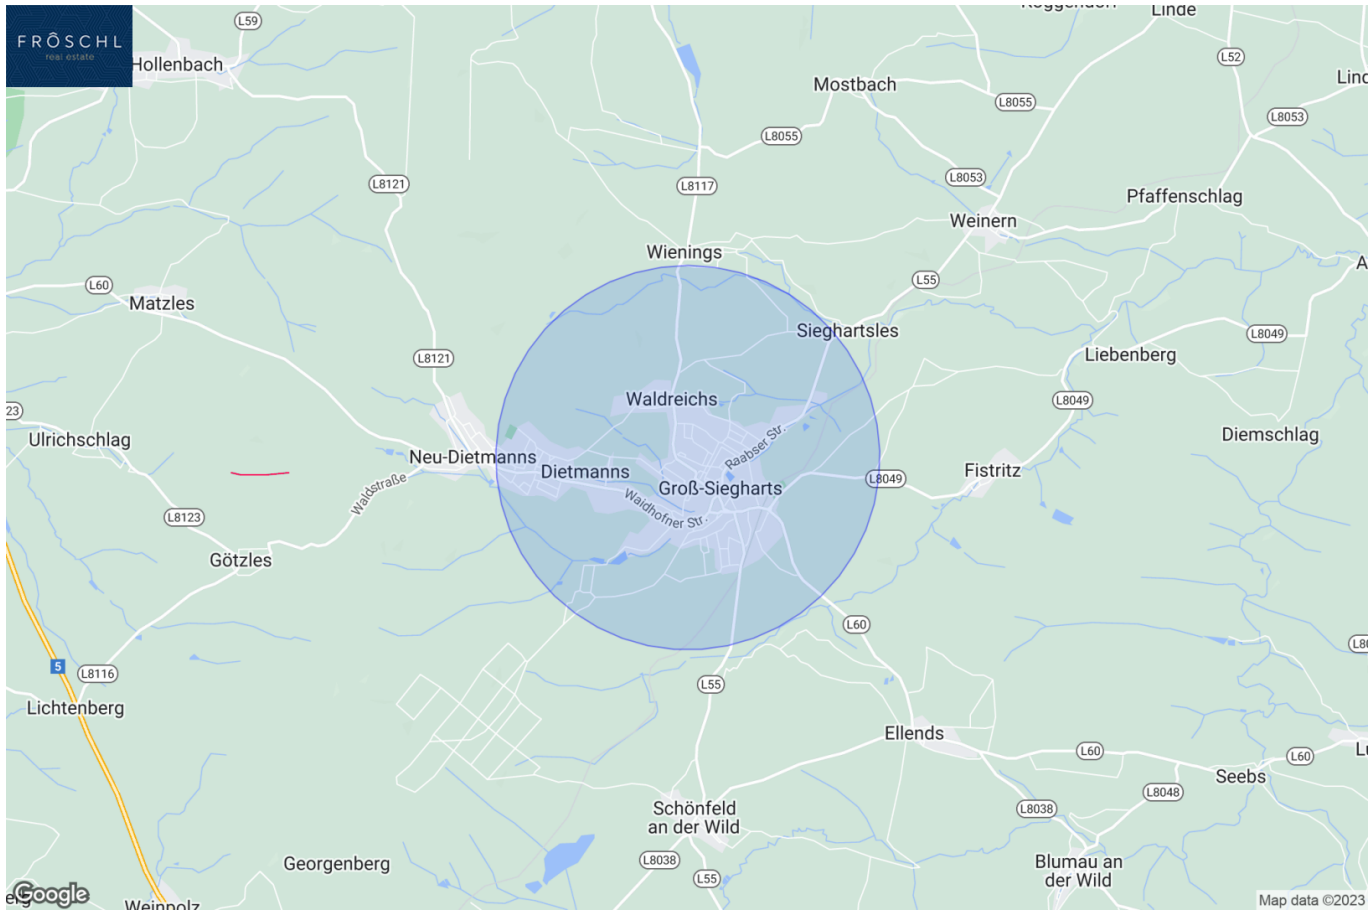 FRÔSCHL
real estate
L59
Linde
Hollenbach
L52
Mostbach
L8055
L8053
L8055
L8121
L8117
L8053
Pfaffenschlag
Weinern
Wienings
L55
L60
Matzles
Sieghartsles
L8049
Liebenberg
L8121
Waldreichs
L8049
23
Ulrichschlag
Diemschlag
Raabser Str.
Neu-Dietmanns
Dietmanns
Fistritz
L8049
Waldstraße
Groß-Siegharts
Waidhofner Str.
L8123
Götzles
L60
5
L8116
L55
Lichtenberg
Ellends
L60
L60
Seebs
L8048
Schönfeld
an der Wild
L8038
L8038
Georgenberg
Blumau an
der Wild
L55
Google
Weinpolz
Map data ©2023